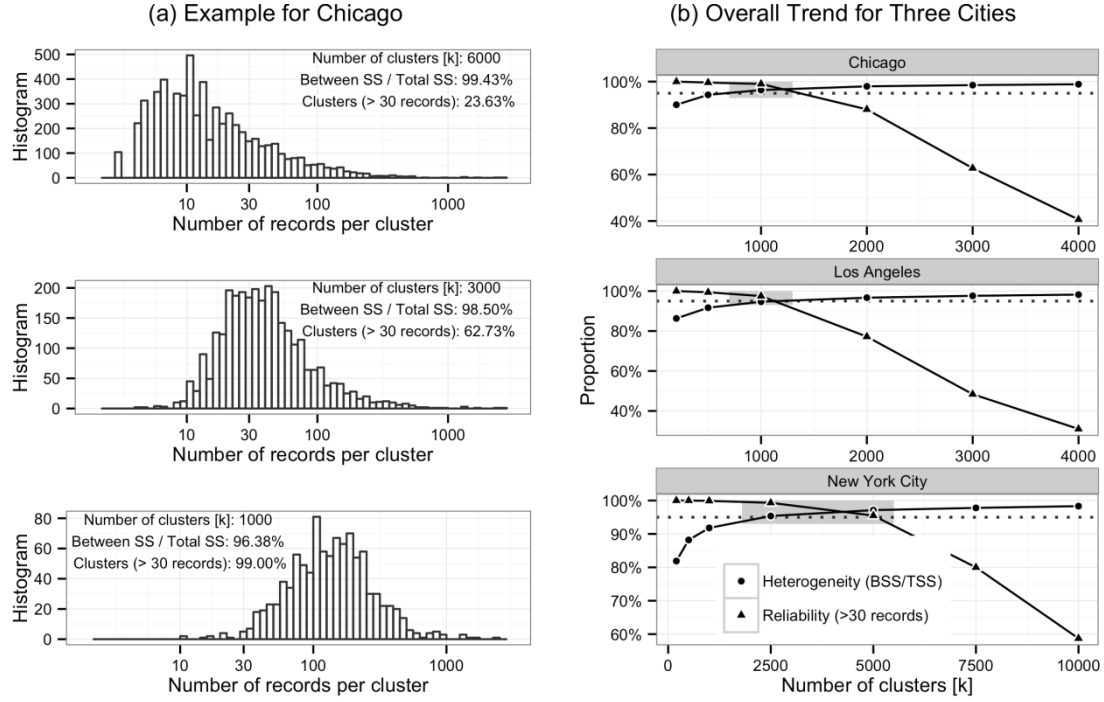 (a) Example for Chicago
Histogram
500
400
300
200
100
0
Number of clusters [k]: 6000
Between SS / Total SS: 99.43%
Clusters (> 30 records): 23.63%
10 30 100 1000
Number of records per cluster
Histogram
200
150
100
50
0
Number of clusters [k]: 3000
Between SS / Total SS: 98.50%
Clusters (> 30 records): 62.73%
10 30 100 1000
Number of records per cluster
Histogram
80
60
40
20
0
Number of clusters [k]: 1000
Between SS / Total SS: 96.38%
Clusters (> 30 records): 99.00%
10 30 100 1000
Number of records per cluster
(b) Overall Trend for Three Cities
Proportion
Chicago
100%
80%
60%
40%
1000 2000 3000 4000
Los Angeles
100%
80%
60%
40%
1000 2000 3000 4000
New York City
100%
90%
80%
70%
60%
Heterogeneity (BSS/TSS)
Reliability (>30 records)
0 2500 5000 7500 10000
Number of clusters [k]